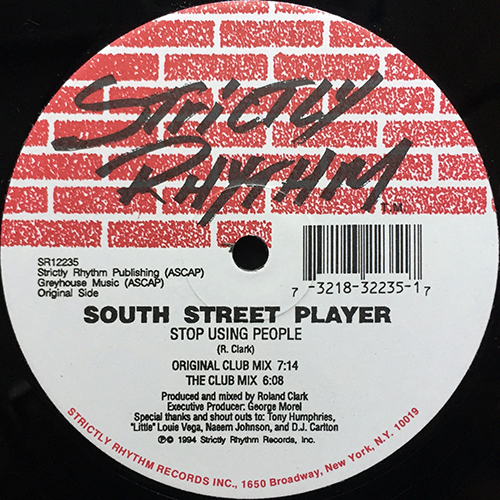 STRICTLY
RHYTHM
T.M.
SR12235
Strictly Rhythm Publishing (ASCAP)
Greyhouse Music (ASCAP)
Original Side
7 -3218-32235-1 7
SOUTH STREET PLAYER
STOP USING PEOPLE
(R. Clark)
ORIGINAL CLUB MIX 7:14
THE CLUB MIX 6:08
Produced and mixed by Roland Clark
Executive Producer: George Morel
Special thanks and shout outs to: Tony Humphries,
"Little" Louie Vega, Naeem Johnson, and D.J. Carlton
℗© 1994 Strictly Rhythm Records, Inc.
STRICTLY RHYTHM RECORDS INC., 1650 Broadway, New York, N.Y. 10019